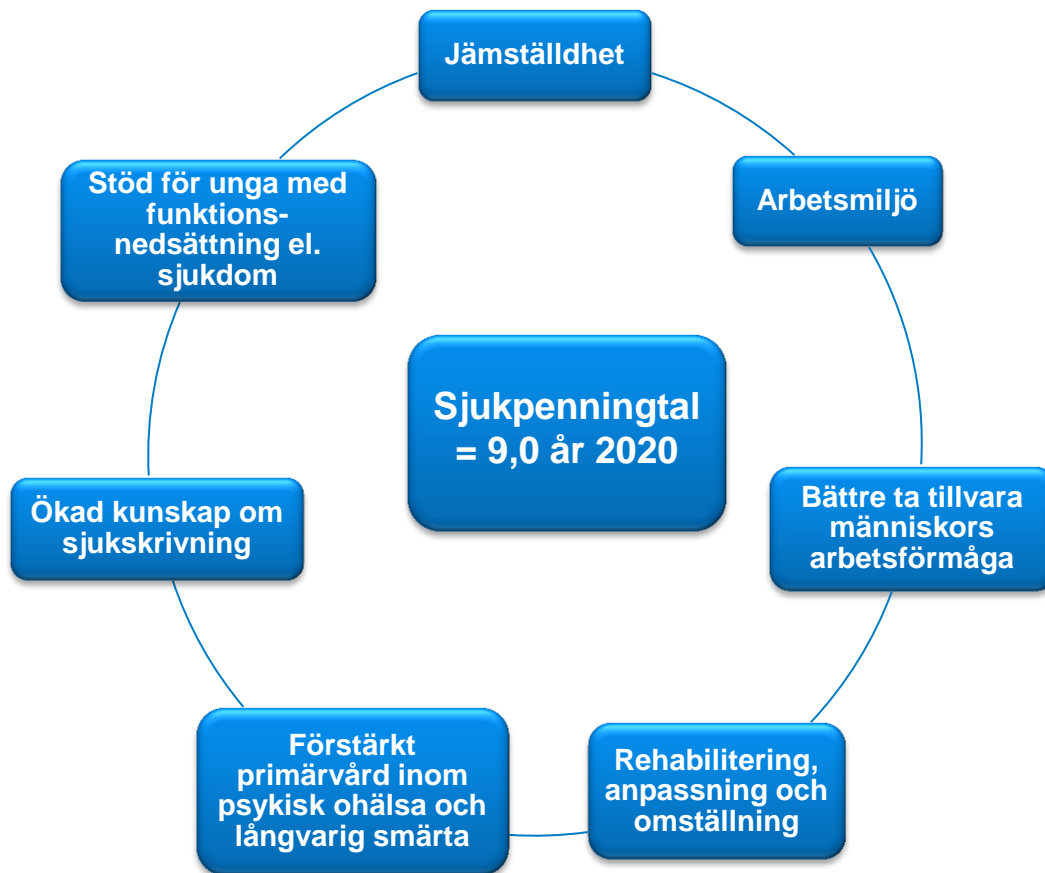 Jämställdhet
Arbetsmiljö
Bättre ta tillvara
människors
arbetsförmåga
Rehabilitering,
anpassning och
omställning
Förstärkt
primärvård inom
psykisk ohälsa och
långvarig smärta
Ökad kunskap om
sjukskrivning
Stöd för unga med
funktions-
nedsättning el.
sjukdom
Sjukpenningtal
= 9,0 år 2020